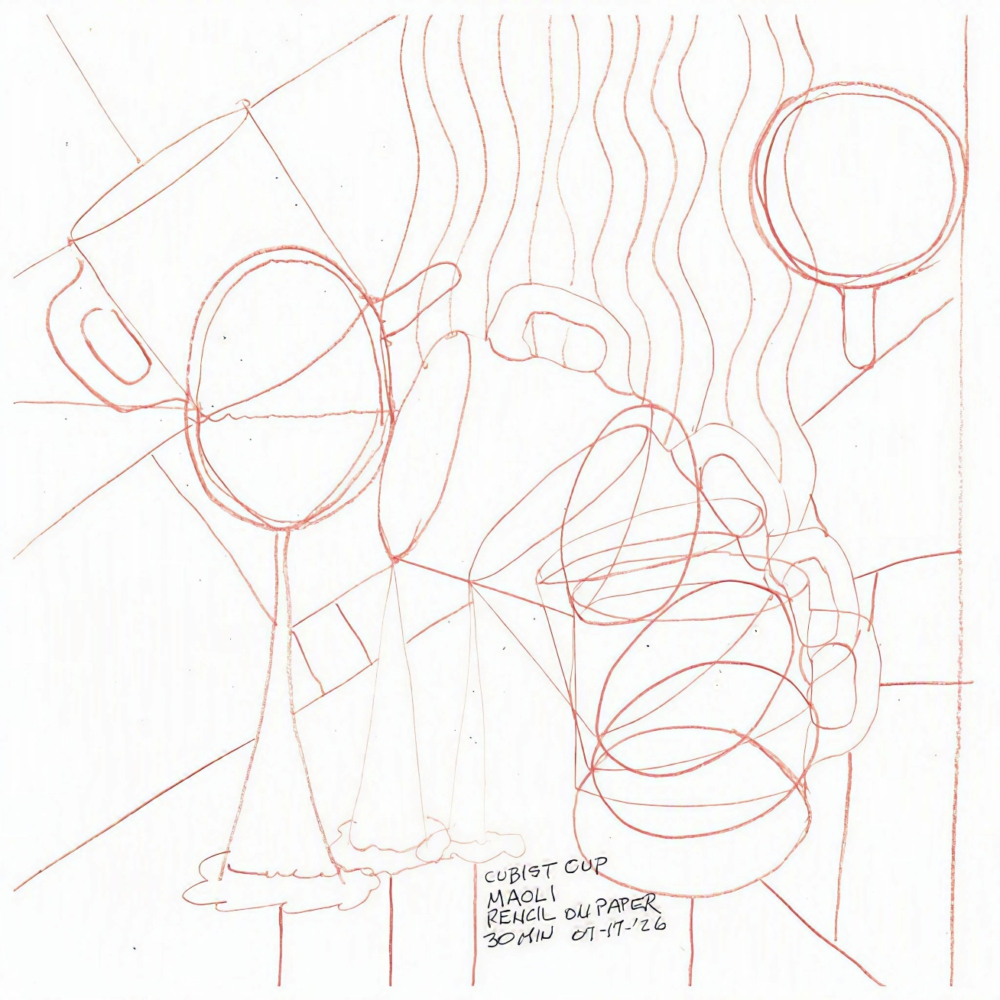 CUBIST CUP
MAOLI
PENCIL ON PAPER
30 MIN 07-17-'26